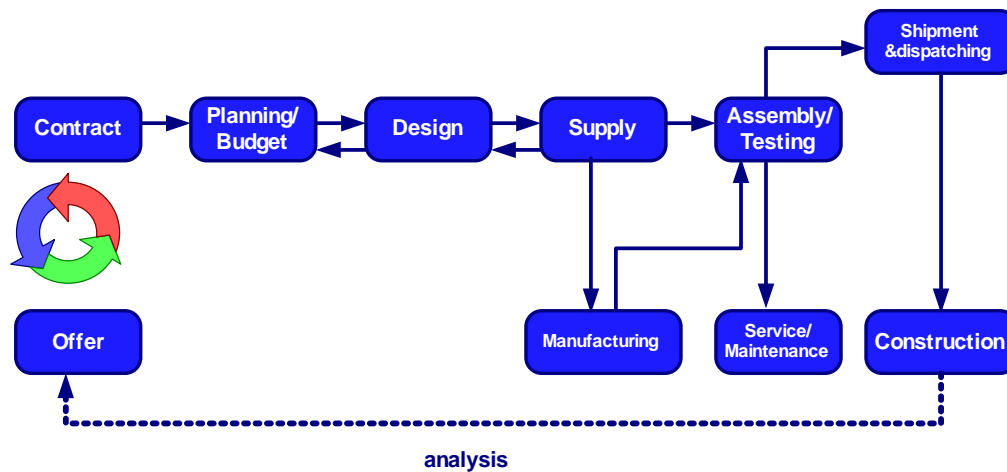 Shipment
&dispatching
Contract
Planning/
Budget
Design
Supply
Assembly/
Testing
Offer
Manufacturing
Service/
Maintenance
Construction
analysis